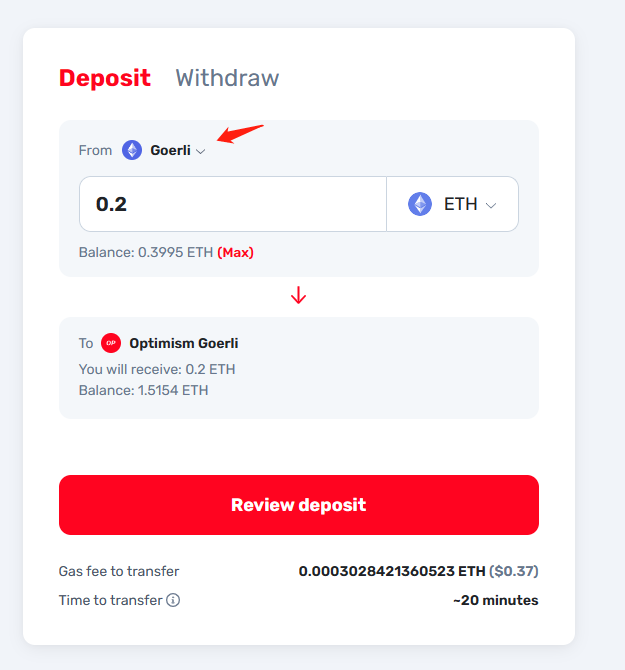 Deposit Withdraw
From Goerli
0.2 ETH
Balance: 0.3995 ETH (Max)
To OP Optimism Goerli
You will receive: 0.2 ETH
Balance: 1.5154 ETH
Review deposit
Gas fee to transfer 0.0003028421360523 ETH ($0.37)
Time to transfer ~20 minutes